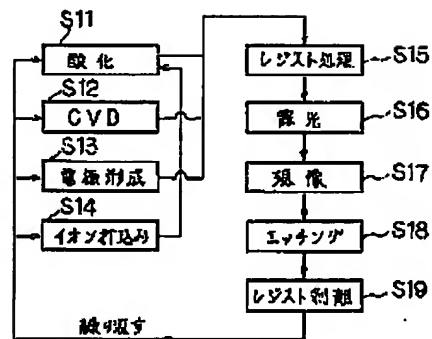 S11
酸化
S12
CVD
S13
電極形成
S14
イオン打込み
S15
レジスト処理
S16
露光
S17
現像
S18
エッチング
S19
レジスト剥離
繰り返す